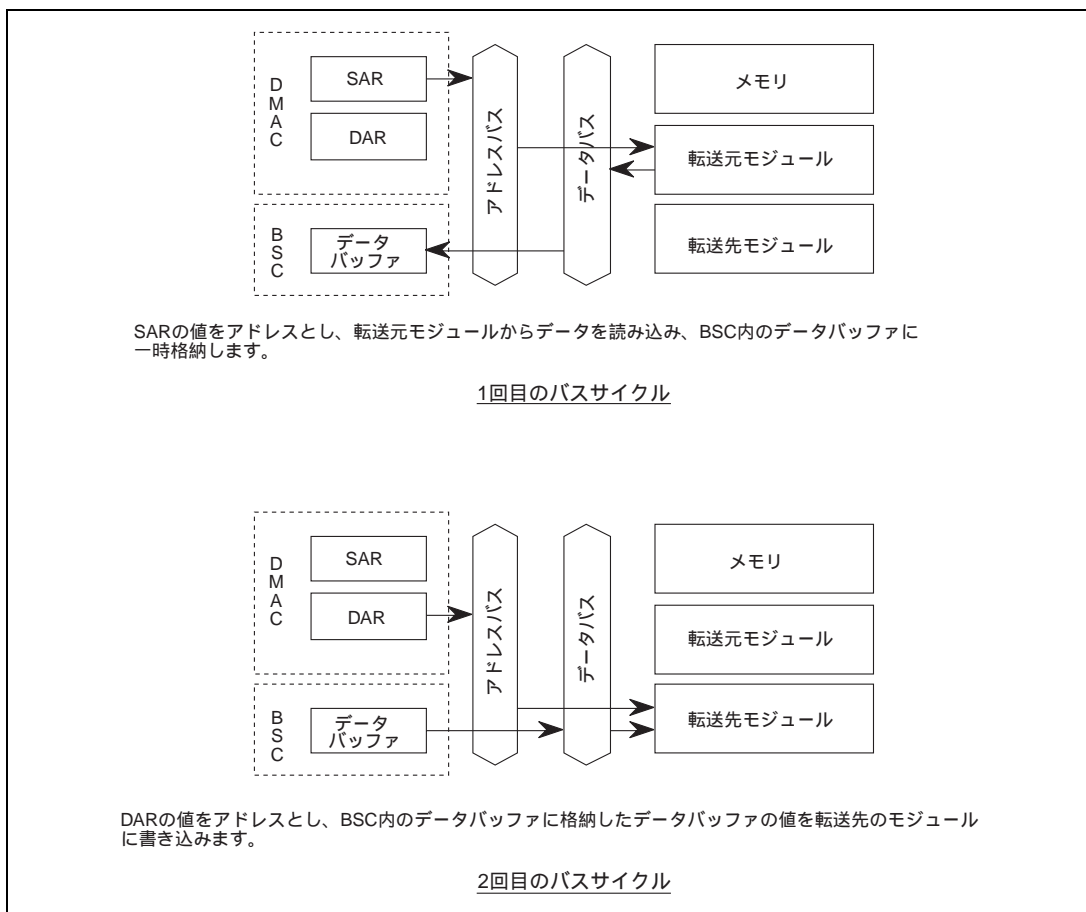 DMAC
SAR
DAR
BSC
データ
バッファ
アドレスバス
データバス
メモリ
転送元モジュール
転送先モジュール
SARの値をアドレスとし、転送元モジュールからデータを読み込み、BSC内のデータバッファに
一時格納します。
1回目のバスサイクル
DMAC
SAR
DAR
BSC
データ
バッファ
アドレスバス
データバス
メモリ
転送元モジュール
転送先モジュール
DARの値をアドレスとし、BSC内のデータバッファに格納したデータバッファの値を転送先のモジュール
に書き込みます。
2回目のバスサイクル